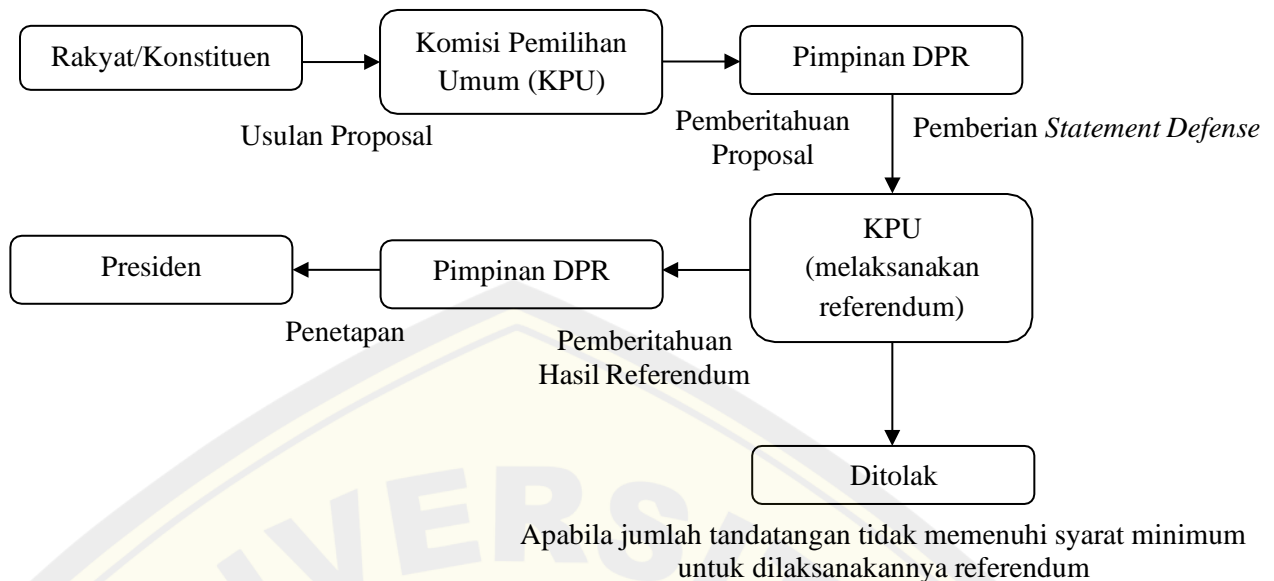 Rakyat/Konstituen
Komisi Pemilihan
Umum (KPU)
Pimpinan DPR
Usulan Proposal
Pemberitahuan
Proposal
Pemberian Statement Defense
KPU
(melaksanakan
referendum)
Presiden
Pimpinan DPR
Penetapan
Pemberitahuan
Hasil Referendum
Ditolak
Apabila jumlah tandatangan tidak memenuhi syarat minimum
untuk dilaksanakannya referendum
IVERSI